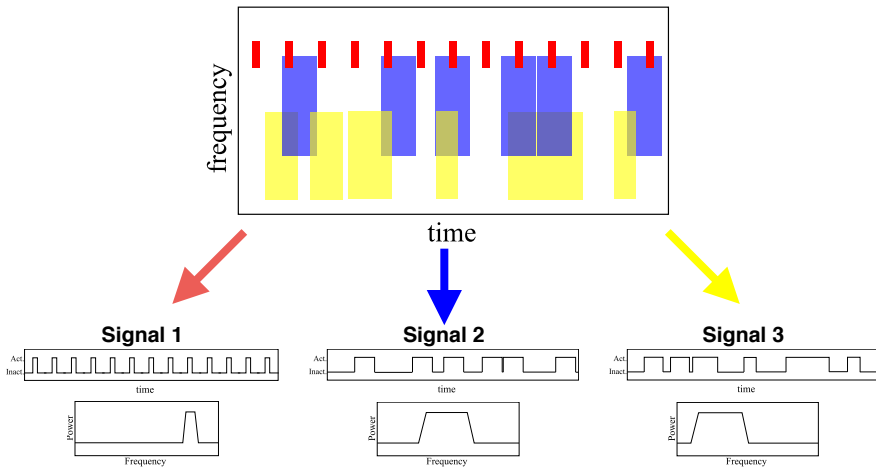 frequency
time
Signal 1
Signal 2
Signal 3
Act.
Inact.
time
Act.
Inact.
time
Act.
Inact.
time
Power
Frequency
Power
Frequency
Power
Frequency